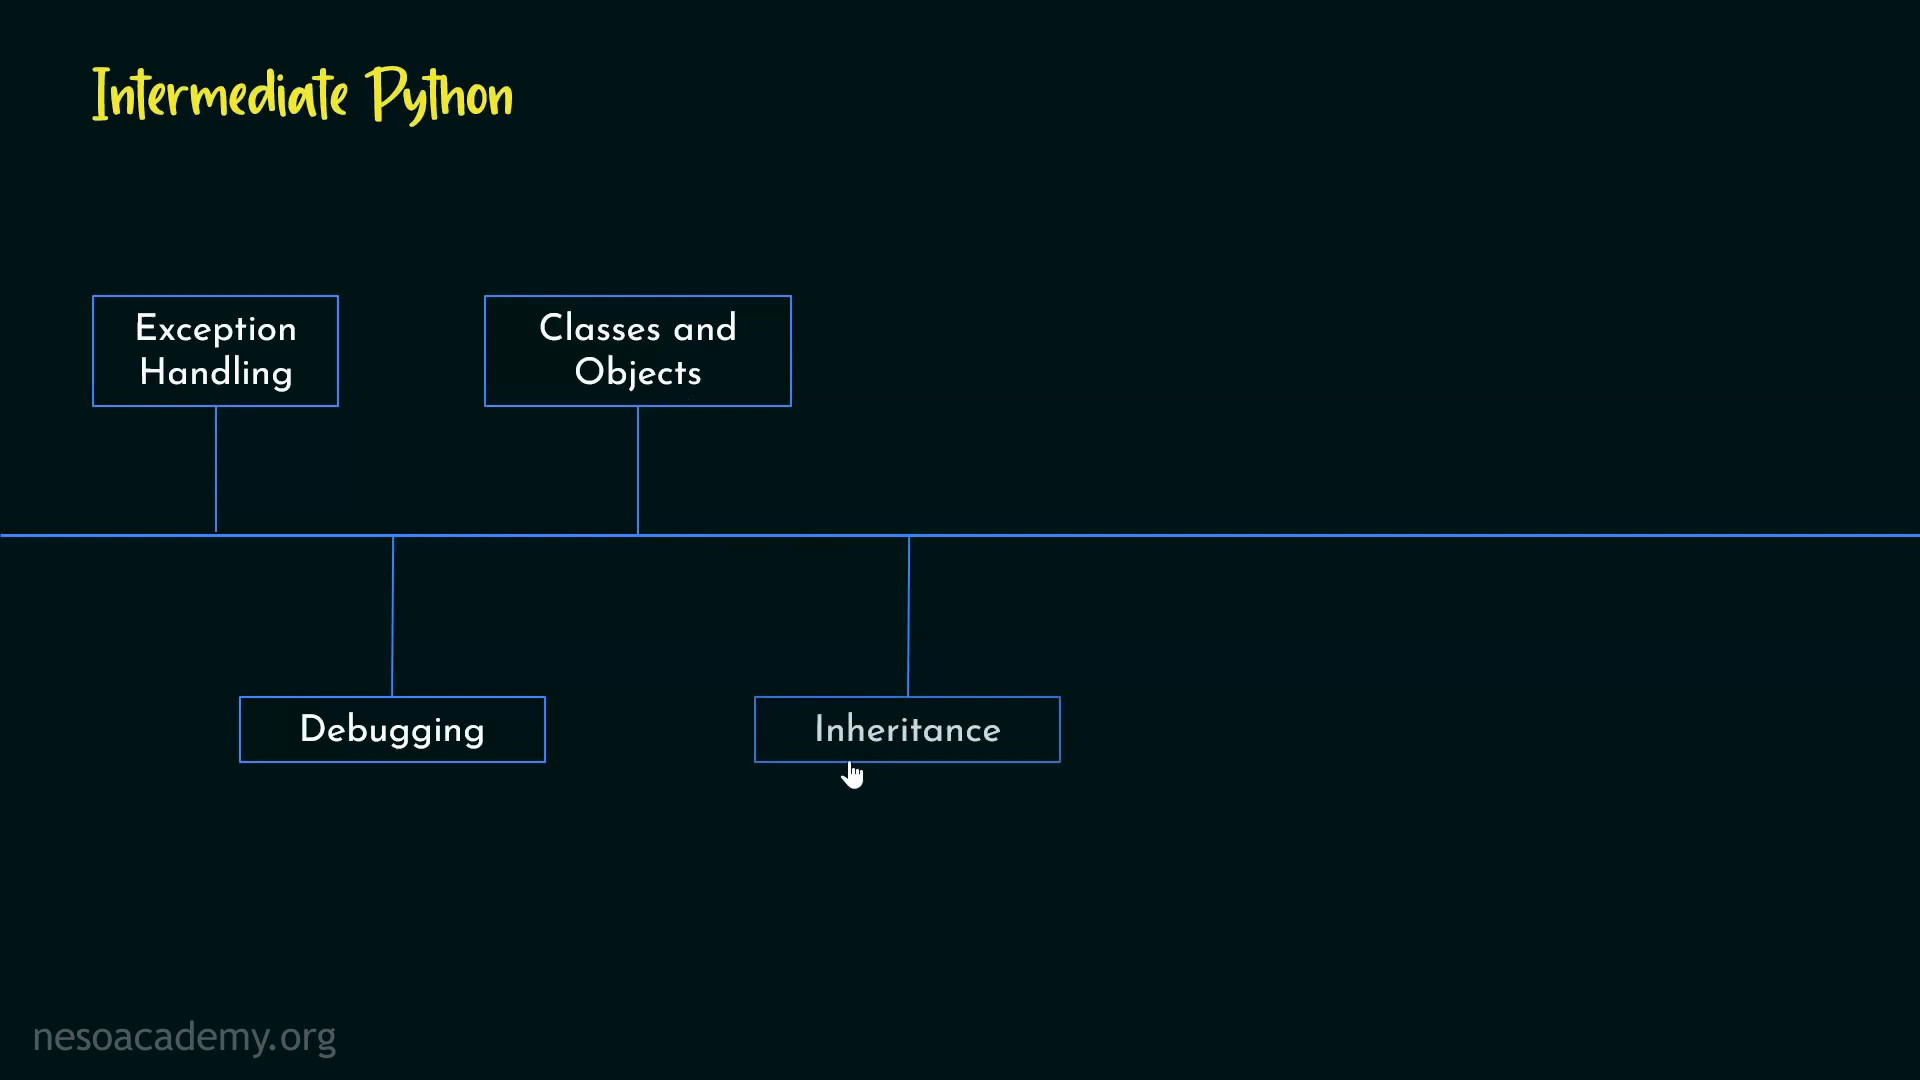 Intermediate Python
Exception
Handling
Classes and
Objects
Debugging
Inheritance
nesoacademy.org